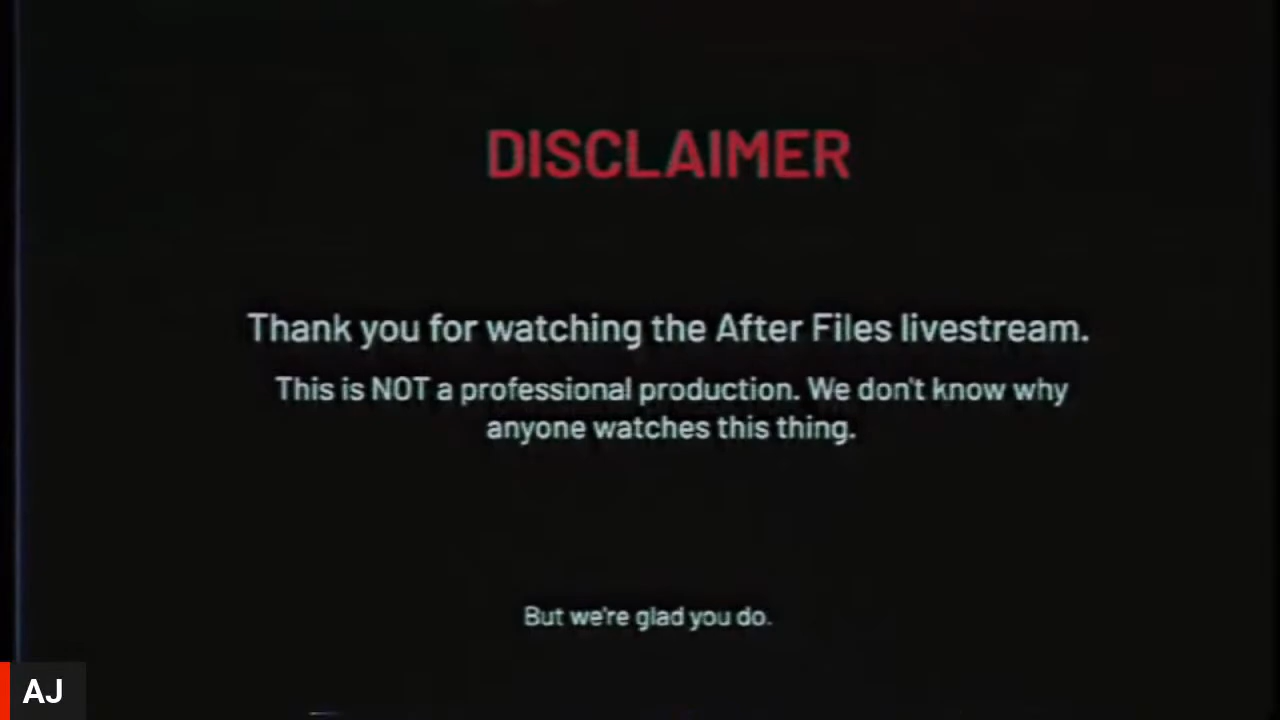 DISCLAIMER
Thank you for watching the After Files livestream.
This is NOT a professional production. We don't know why
anyone watches this thing.
But we're glad you do.
AJ